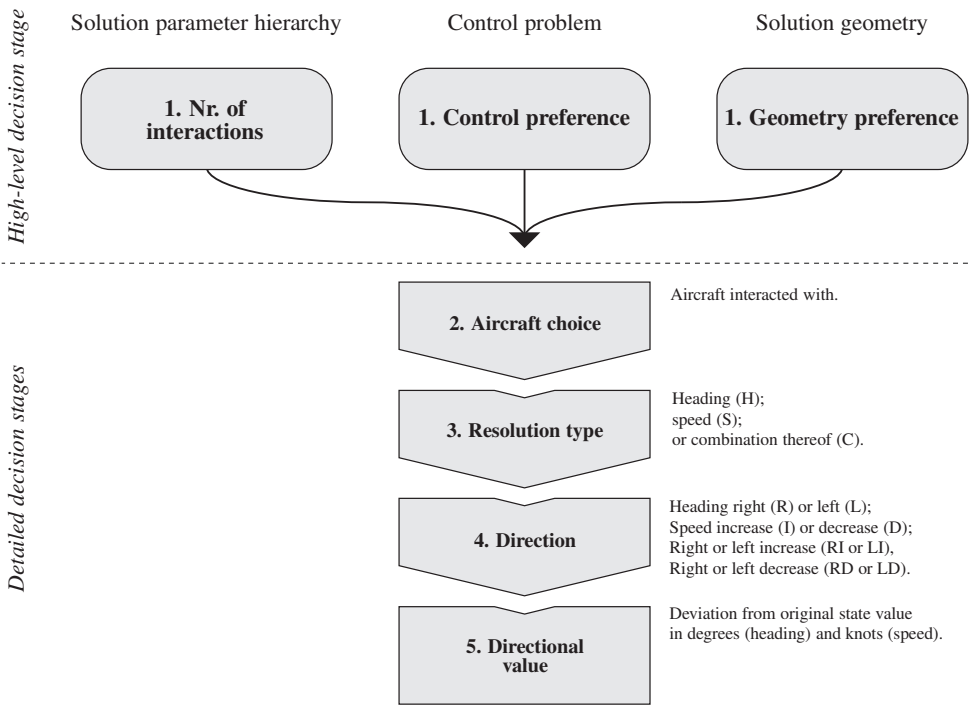 High-level decision stage
Solution parameter hierarchy
Control problem
Solution geometry
1. Nr. of
interactions
1. Control preference
1. Geometry preference
Detailed decision stages
2. Aircraft choice
Aircraft interacted with.
3. Resolution type
Heading (H);
speed (S);
or combination thereof (C).
4. Direction
Heading right (R) or left (L);
Speed increase (I) or decrease (D);
Right or left increase (RI or LI),
Right or left decrease (RD or LD).
5. Directional
value
Deviation from original state value
in degrees (heading) and knots (speed).